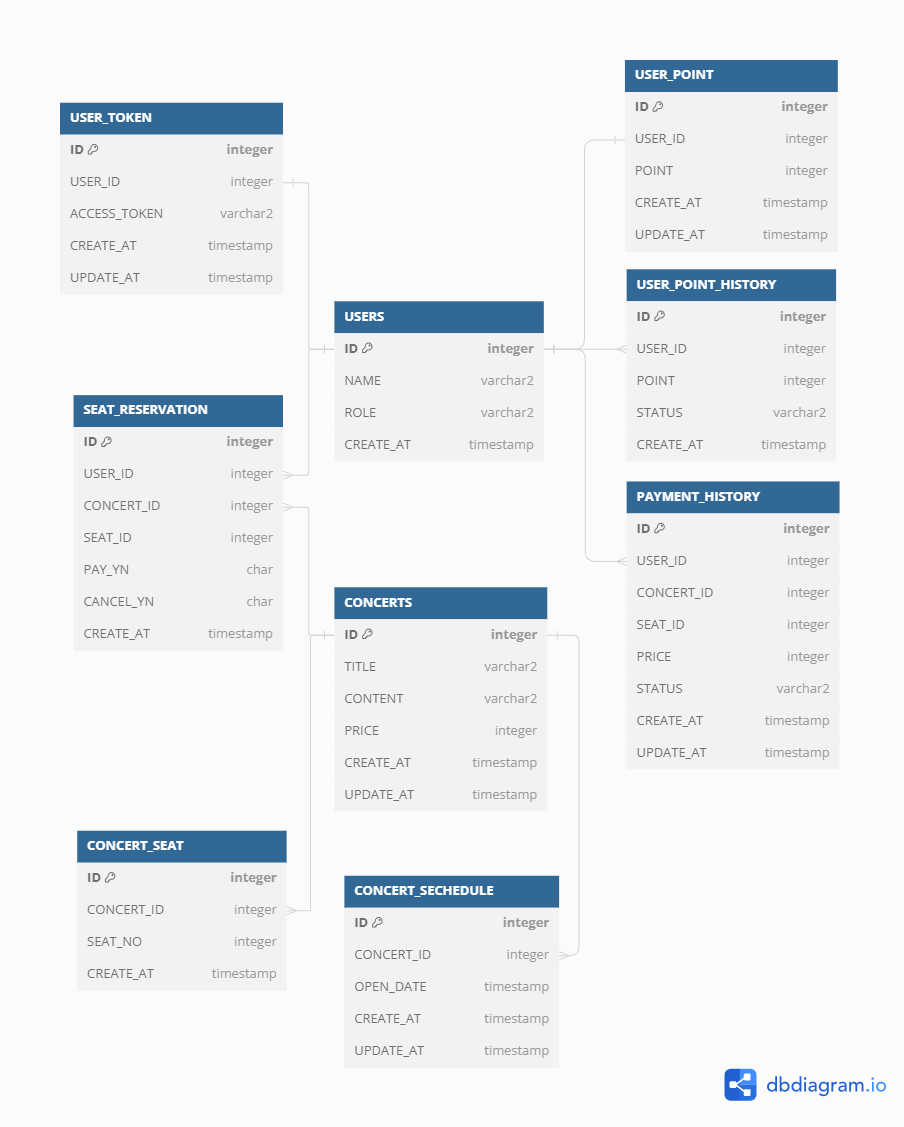 USER_TOKEN
ID integer
USER_ID integer
ACCESS_TOKEN varchar2
CREATE_AT timestamp
UPDATE_AT timestamp
USER_POINT
ID integer
USER_ID integer
POINT integer
CREATE_AT timestamp
UPDATE_AT timestamp
USERS
ID integer
NAME varchar2
ROLE varchar2
CREATE_AT timestamp
USER_POINT_HISTORY
ID integer
USER_ID integer
POINT integer
STATUS varchar2
CREATE_AT timestamp
SEAT_RESERVATION
ID integer
USER_ID integer
CONCERT_ID integer
SEAT_ID integer
PAY_YN char
CANCEL_YN char
CREATE_AT timestamp
PAYMENT_HISTORY
ID integer
USER_ID integer
CONCERT_ID integer
SEAT_ID integer
PRICE integer
STATUS varchar2
CREATE_AT timestamp
UPDATE_AT timestamp
CONCERTS
ID integer
TITLE varchar2
CONTENT varchar2
PRICE integer
CREATE_AT timestamp
UPDATE_AT timestamp
CONCERT_SEAT
ID integer
CONCERT_ID integer
SEAT_NO integer
CREATE_AT timestamp
CONCERT_SECHEDULE
ID integer
CONCERT_ID integer
OPEN_DATE timestamp
CREATE_AT timestamp
UPDATE_AT timestamp
dbdiagram.io